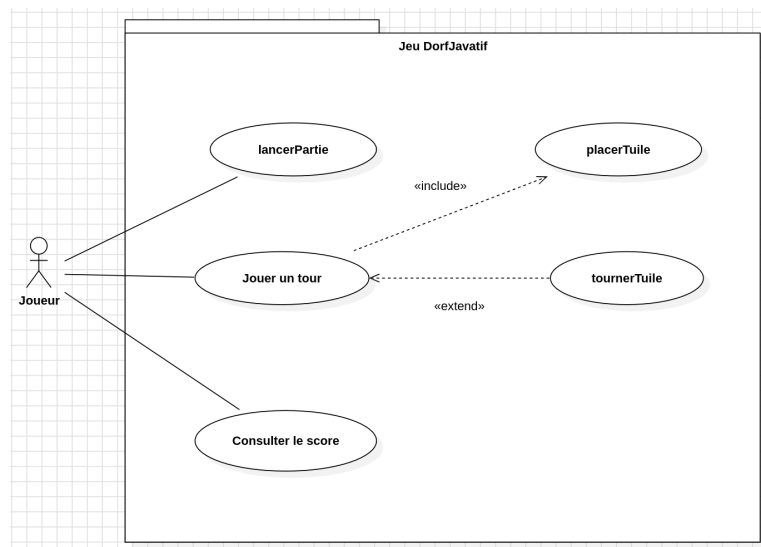 Jeu DorfJavatif
lancerPartie
placerTuile
«include»
Jouer un tour
tournerTuile
Joueur
«extend»
Consulter le score